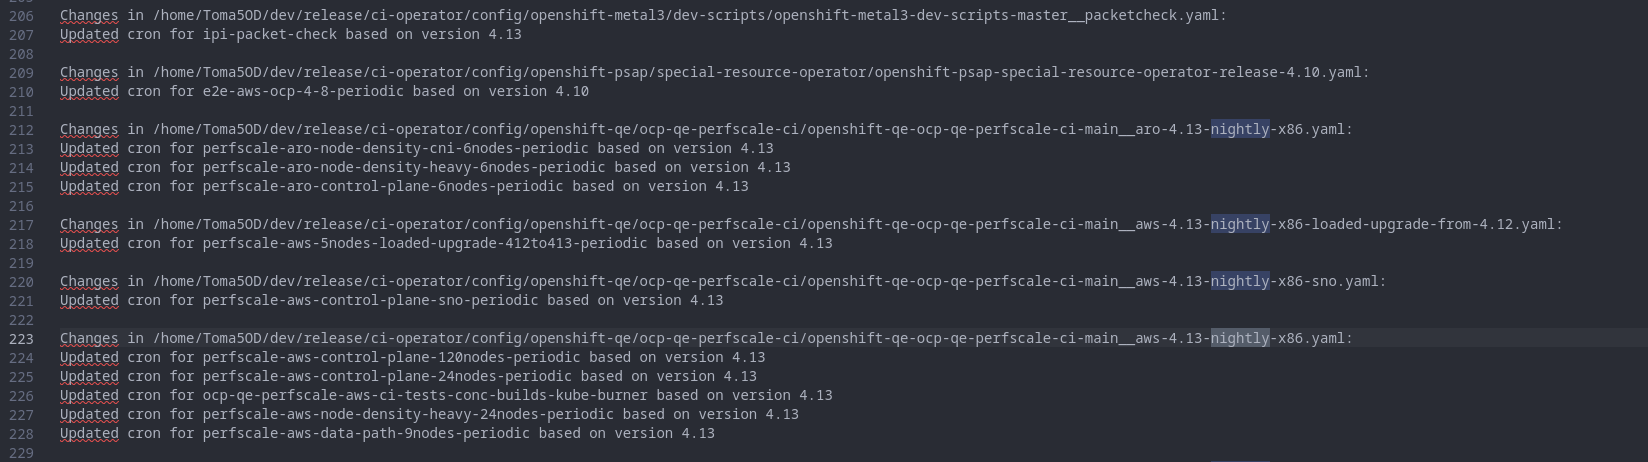 206 Changes in /home/Toma5OD/dev/release/ci-operator/config/openshift-metal3/dev-scripts/openshift-metal3-dev-scripts-master__packetcheck.yaml:
207 Updated cron for ipi-packet-check based on version 4.13
208
209 Changes in /home/Toma5OD/dev/release/ci-operator/config/openshift-psap/special-resource-operator/openshift-psap-special-resource-operator-release-4.10.yaml:
210 Updated cron for e2e-aws-ocp-4-8-periodic based on version 4.10
211
212 Changes in /home/Toma5OD/dev/release/ci-operator/config/openshift-qe/ocp-qe-perfscale-ci/openshift-qe-ocp-qe-perfscale-ci-main__aro-4.13-nightly-x86.yaml:
213 Updated cron for perfscale-aro-node-density-cni-6nodes-periodic based on version 4.13
214 Updated cron for perfscale-aro-node-density-heavy-6nodes-periodic based on version 4.13
215 Updated cron for perfscale-aro-control-plane-6nodes-periodic based on version 4.13
216
217 Changes in /home/Toma5OD/dev/release/ci-operator/config/openshift-qe/ocp-qe-perfscale-ci/openshift-qe-ocp-qe-perfscale-ci-main__aws-4.13-nightly-x86-loaded-upgrade-from-4.12.yaml:
218 Updated cron for perfscale-aws-5nodes-loaded-upgrade-412to413-periodic based on version 4.13
219
220 Changes in /home/Toma5OD/dev/release/ci-operator/config/openshift-qe/ocp-qe-perfscale-ci/openshift-qe-ocp-qe-perfscale-ci-main__aws-4.13-nightly-x86-sno.yaml:
221 Updated cron for perfscale-aws-control-plane-sno-periodic based on version 4.13
222
223 Changes in /home/Toma5OD/dev/release/ci-operator/config/openshift-qe/ocp-qe-perfscale-ci/openshift-qe-ocp-qe-perfscale-ci-main__aws-4.13-nightly-x86.yaml:
224 Updated cron for perfscale-aws-control-plane-120nodes-periodic based on version 4.13
225 Updated cron for perfscale-aws-control-plane-24nodes-periodic based on version 4.13
226 Updated cron for ocp-qe-perfscale-aws-ci-tests-conc-builds-kube-burner based on version 4.13
227 Updated cron for perfscale-aws-node-density-heavy-24nodes-periodic based on version 4.13
228 Updated cron for perfscale-aws-data-path-9nodes-periodic based on version 4.13
229